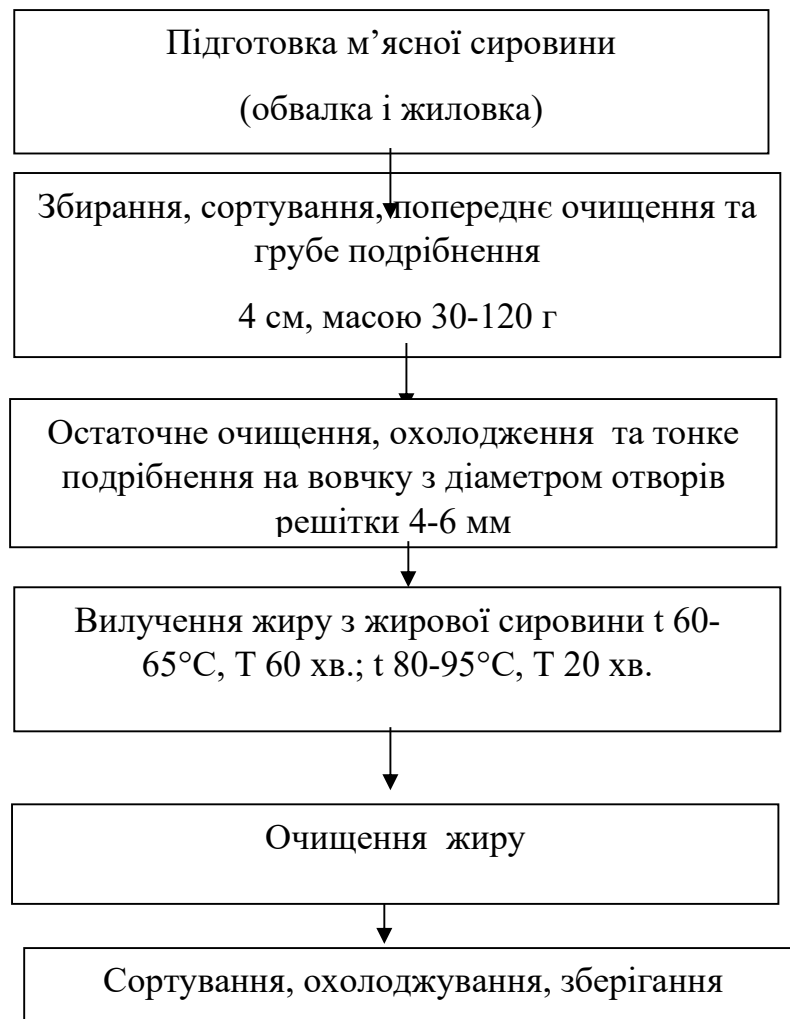 Підготовка м’ясної сировини
(обвалка і жиловка)
Збирання, сортування, попереднє очищення та
грубе подрібнення
4 см, масою 30-120 г
Остаточне очищення, охолодження та тонке
подрібнення на вовчку з діаметром отворів
решітки 4-6 мм
Вилучення жиру з жирової сировини t 60-
65°С, Т 60 хв.; t 80-95°С, Т 20 хв.
Очищення жиру
Сортування, охолоджування, зберігання